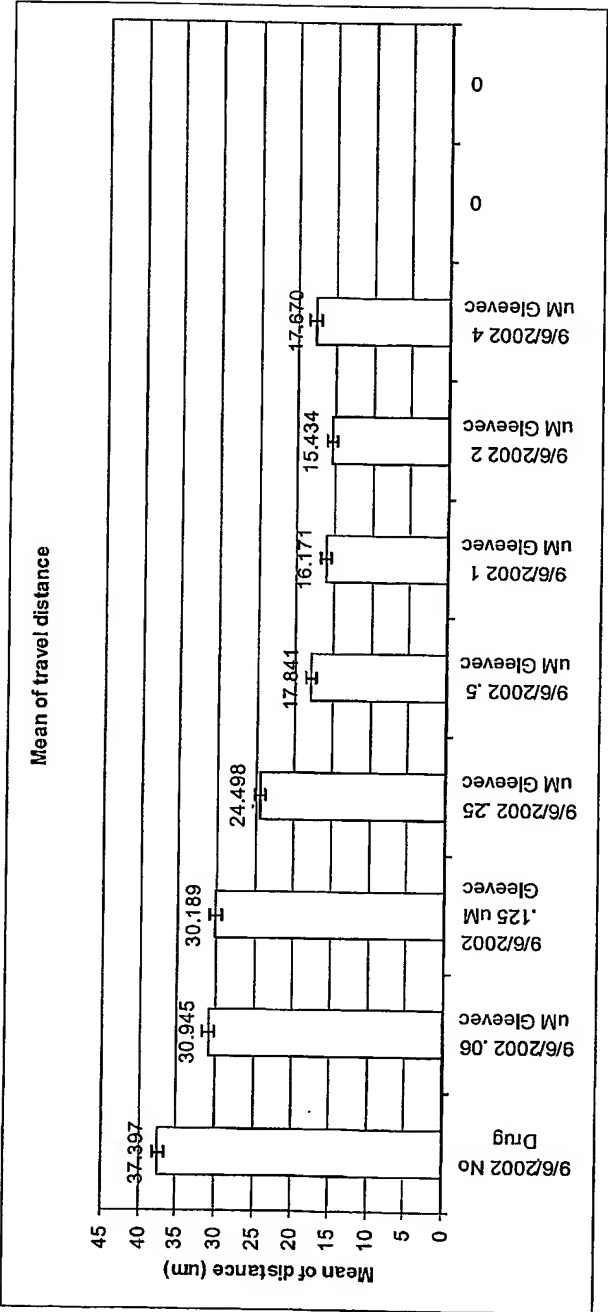 Mean of travel distance
Mean of distance (um)
45
40
35
30
25
20
15
10
5
0
37.397
30.945
30.189
24.498
17.841
16.171
15.434
17.670
9/6/2002 No
Drug
9/6/2002 .06
uM Gleevec
9/6/2002
.125 uM
Gleevec
9/6/2002 .25
uM Gleevec
9/6/2002 .5
uM Gleevec
9/6/2002 1
uM Gleevec
9/6/2002 2
uM Gleevec
9/6/2002 4
uM Gleevec
0
0